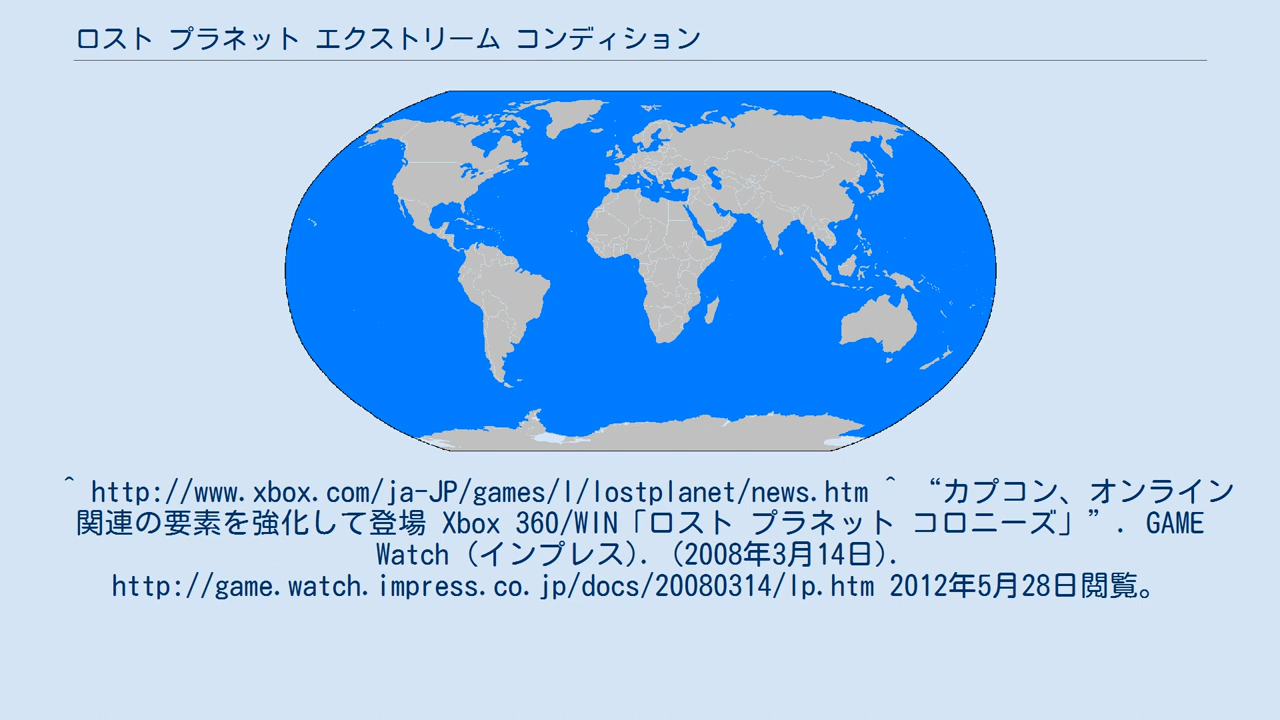 ロスト プラネット エクストリーム コンディション
^ http://www.xbox.com/ja-JP/games/l/lostplanet/news.htm ^ “カプコン、オンライン
関連の要素を強化して登場 Xbox 360/WIN「ロスト プラネット コロニーズ」”. GAME
Watch (インプレス). (2008年3月14日).
http://game.watch.impress.co.jp/docs/20080314/lp.htm 2012年5月28日閲覧。